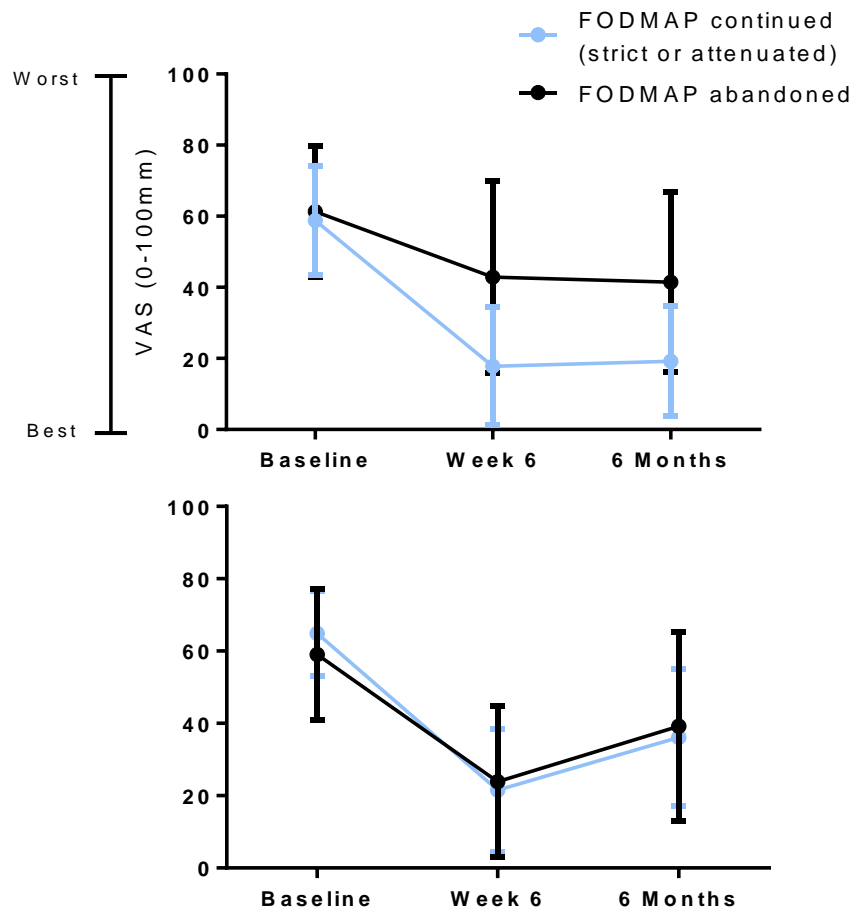 FODMAP continued
(strict or attenuated)
FODMAP abandoned
Worst
Best
VAS (0-100mm)
100
80
60
40
20
0
Baseline Week 6 6 Months
100
80
60
40
20
0
Baseline Week 6 6 Months